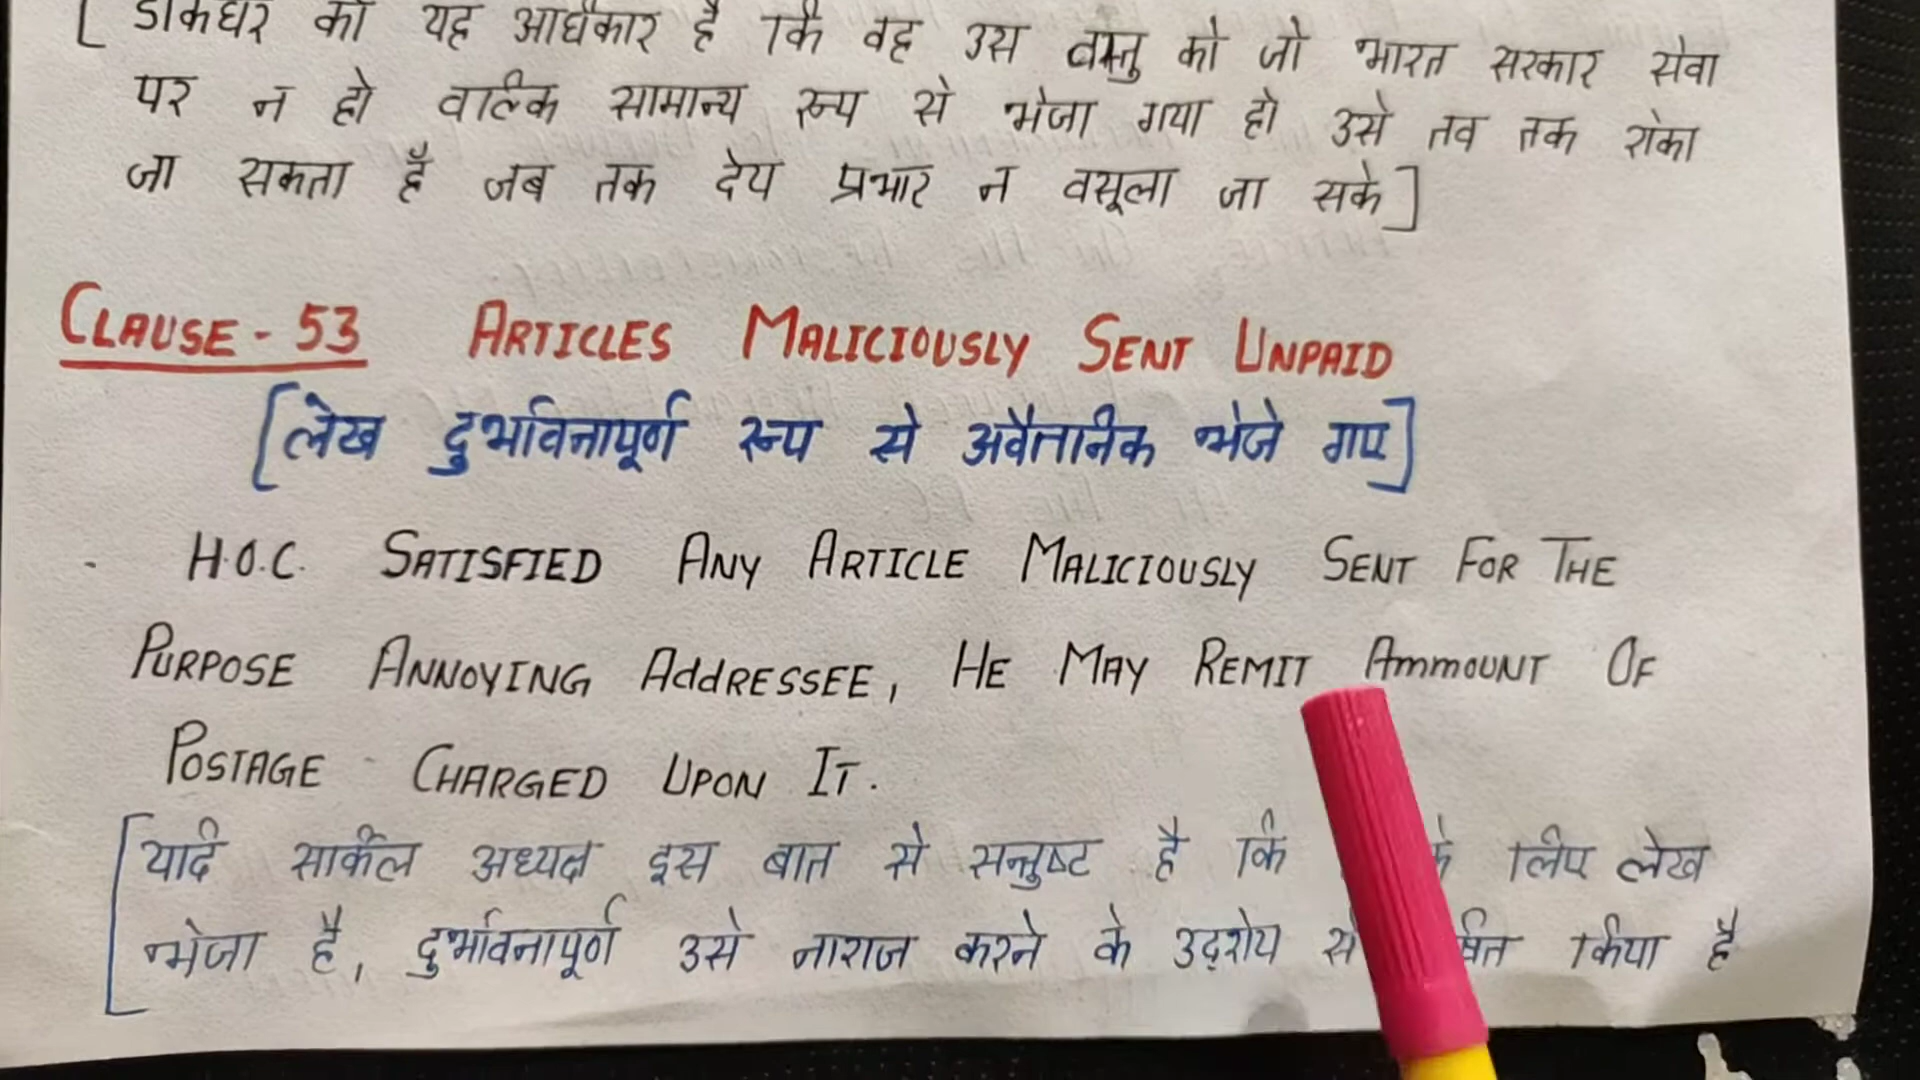 [ डाकघर को यह अधिकार है कि वह उस वस्तु को जो भारत सरकार सेवा
पर न हो बल्कि सामान्य रूप से भेजा गया हो उसे तब तक रोका
जा सकता है जब तक देय प्रभार न वसूला जा सके ]
CLAUSE - 53 ARTICLES MALICIOUSLY SENT UNPAID
[ लेख दुर्भावनापूर्ण रूप से अवैतनिक भेजे गए ]
H.O.C. SATISFIED ANY ARTICLE MALICIOUSLY SENT FOR THE
PURPOSE ANNOYING ADDRESSEE, HE MAY REMIT AMMOUNT OF
POSTAGE CHARGED UPON IT.
[ यदि सर्किल अध्यक्ष इस बात से सन्तुष्ट है कि लिए लेख
भेजा है, दुर्भावनापूर्ण उसे नाराज करने के उद्देश्य से किया है